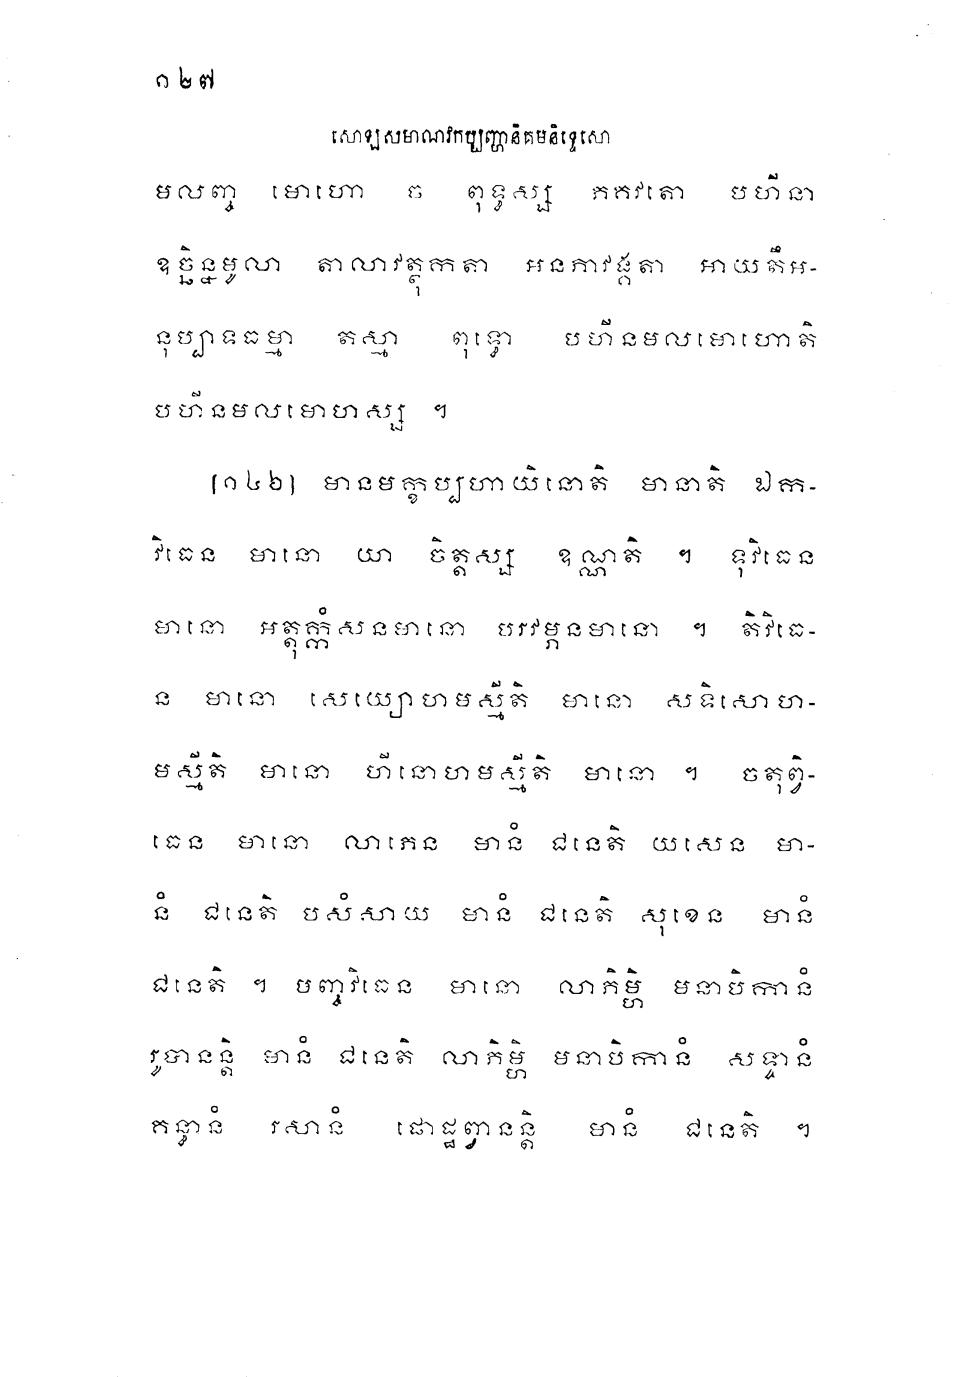 ១២៧
សោឡសមាណវកប្បញ្ហានិគមនិទ្ទេសោ
មលញ្ច មោហោ ច ពុទ្ធស្ស ភគវតោ បហីនា
ឧច្ឆិន្នមូលា តាលាវត្ថុកតា អនភាវង្គតា អាយតឹអ-
នុប្បាទធម្មា តស្មា ពុទ្ធោ បហីនមលមោហោតិ
បហីនមលមោហស្ស ។
(១៤៦) មានមក្ខប្បហាយិនោតិ មានាតិ ឯក-
វិធេន មានោ យា ចិត្តស្ស ឧណ្ណតិ ។ ទុវិធេន
មានោ អត្តុក្កំសនមានោ បរវម្ភនមានោ ។ តិវិធេ-
ន មានោ សេយ្យោហមស្មីតិ មានោ សទិសោហ-
មស្មីតិ មានោ ហីនោហមស្មីតិ មានោ ។ ចតុព្វិ-
ធេន មានោ លាភេន មានំ ជនេតិ យសេន មា-
នំ ជនេតិ បសំសាយ មានំ ជនេតិ សុខេន មានំ
ជនេតិ ។ បញ្ចវិធេន មានោ លាភិម្ហិ មនាបិកានំ
រូបានន្តិ មានំ ជនេតិ លាភិម្ហិ មនាបិកានំ សទ្ទានំ
គន្ធានំ រសានំ ផោដ្ឋព្វានន្តិ មានំ ជនេតិ ។